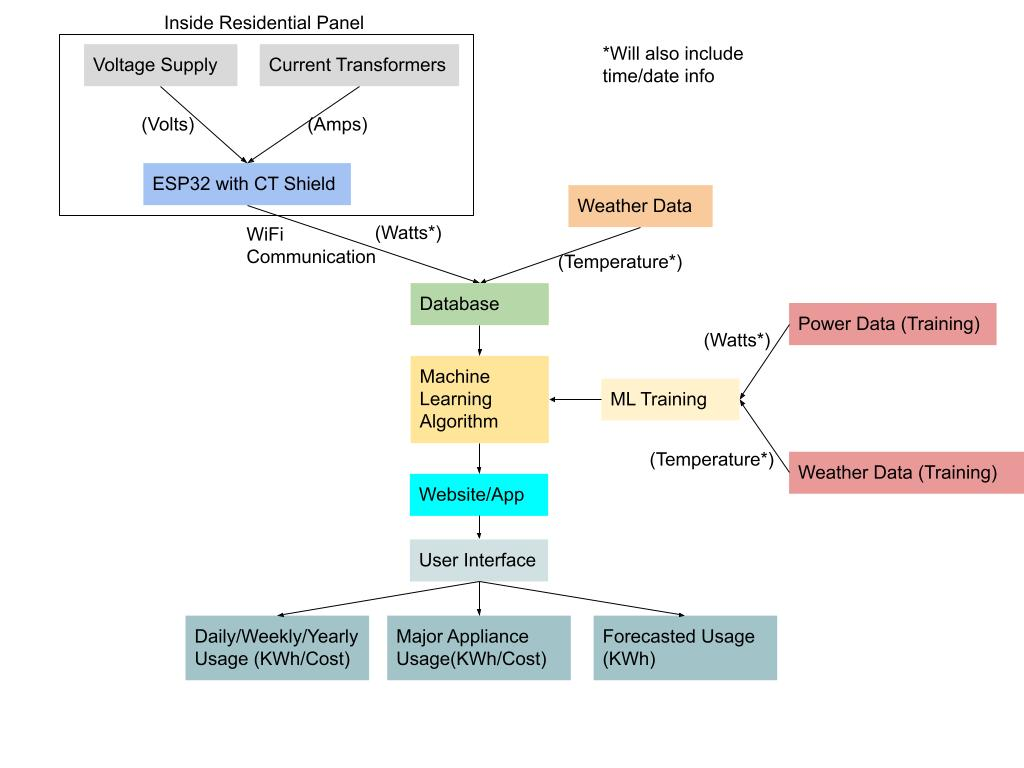 Inside Residential Panel
Voltage Supply
Current Transformers
*Will also include
time/date info
(Volts)
(Amps)
ESP32 with CT Shield
Weather Data
WiFi
Communication
(Watts*)
(Temperature*)
Database
Power Data (Training)
(Watts*)
Machine
Learning
Algorithm
ML Training
(Temperature*)
Weather Data (Training)
Website/App
User Interface
Daily/Weekly/Yearly
Usage (KWh/Cost)
Major Appliance
Usage(KWh/Cost)
Forecasted Usage
(KWh)